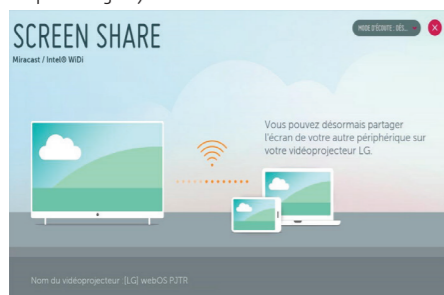 SCREEN SHARE
MODE D'ÉCOUTE : DÉS...
Miracast / Intel® WiDi
Vous pouvez désormais partager
l'écran de votre autre périphérique sur
votre vidéoprojecteur LG.
Nom du vidéoprojecteur :[LG] webOS PJTR